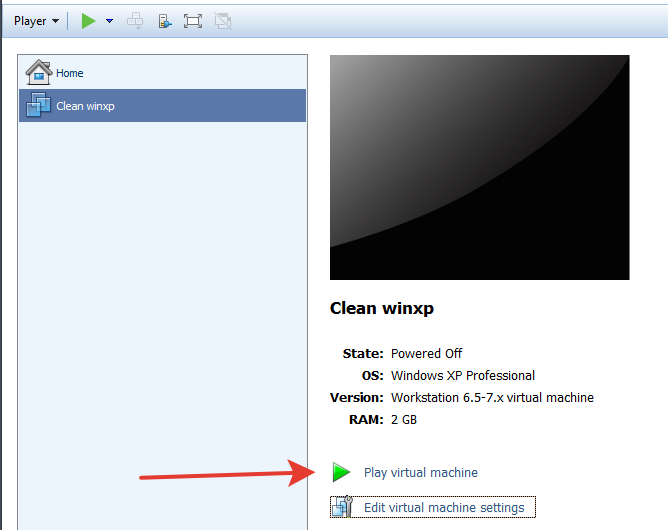 Player
Home
Clean winxp
Clean winxp
State: Powered Off
OS: Windows XP Professional
Version: Workstation 6.5-7.x virtual machine
RAM: 2 GB
Play virtual machine
Edit virtual machine settings